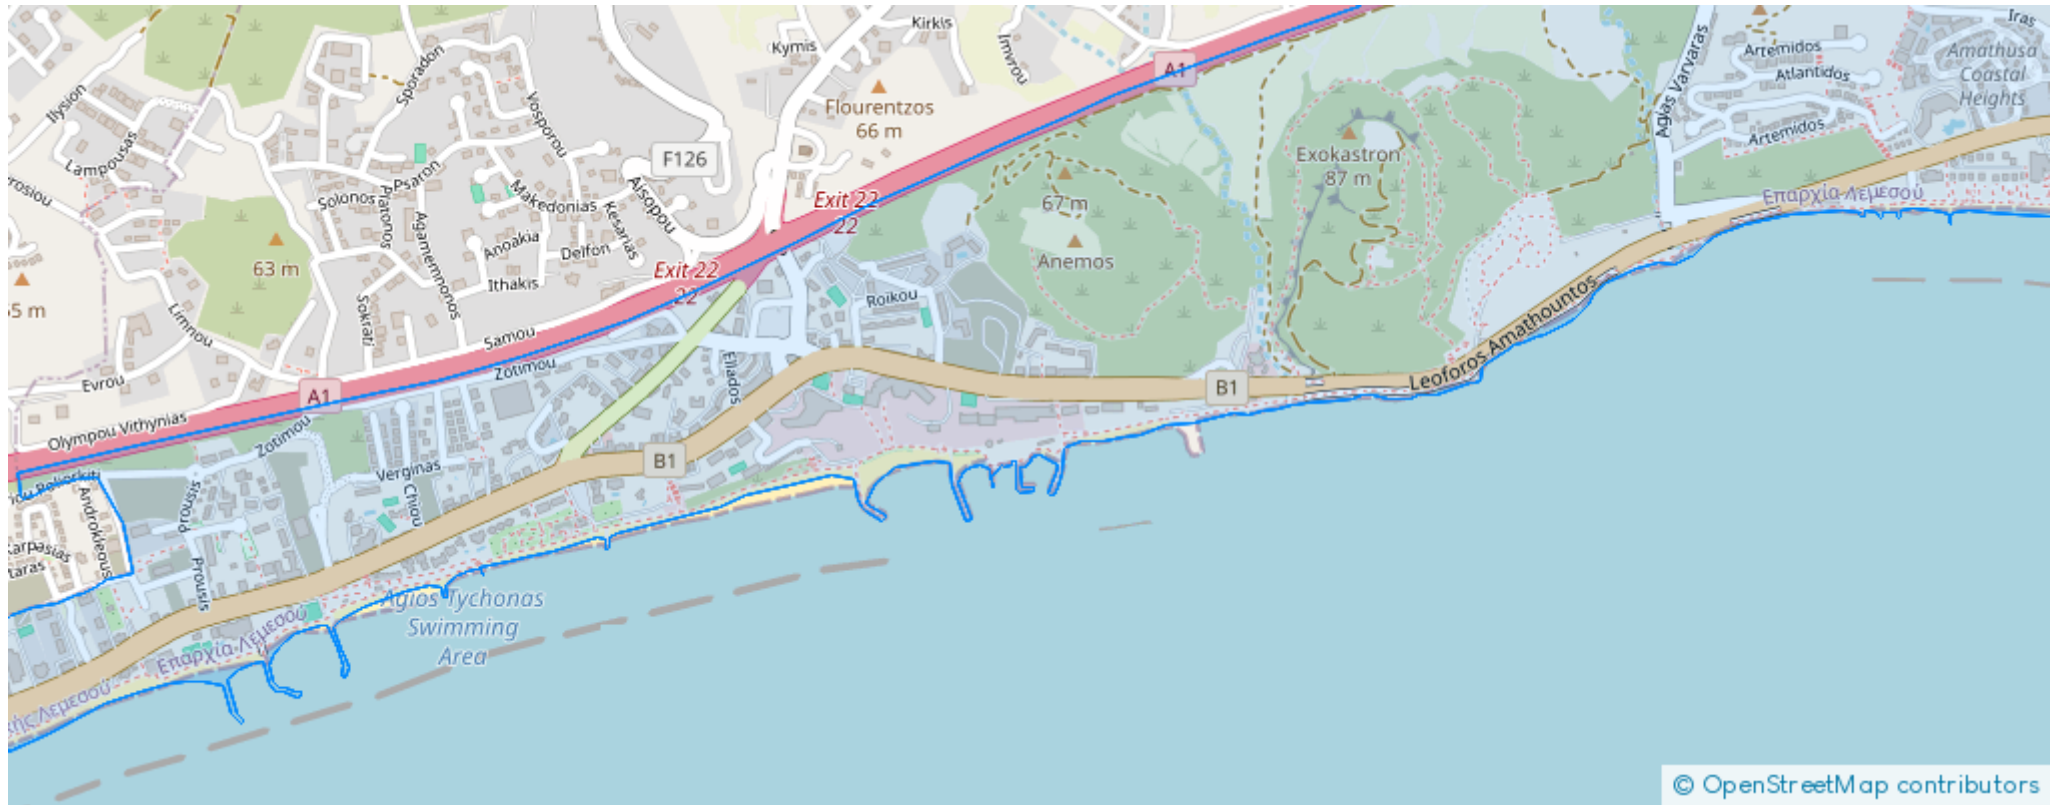 Kirkis
Iras
Kymis
Imvrou
Artemidos
Amathusa
Coastal
Heights
Sporadon
A1
Atlantidos
Ilysion
Flourentzos
66 m
Vosporou
Agias Varvaras
Artemidos
Lampousas
F126
Exokastron
87 m
Psaron
Makedonias
Aisopou
Solonos
Platonos
Exit 22
22
67 m
Επαρχία Λεμεσού
Kesarias
Agamemnonos
Anoakia
Delfon
63 m
Exit 22
22
Anemos
Ithakis
Roikou
Sokrati
Limnou
Samou
Leoforos Amathountos
Zotimou
Ellados
Evrou
A1
B1
Olympou Vithynias
Zotimou
B1
Verginas
Chiou
Androkleous
Prousis
Karpasias
Prousis
Agios Tychonas
Swimming
Area
Επαρχία Λεμεσού
Λεμεσού
© OpenStreetMap contributors